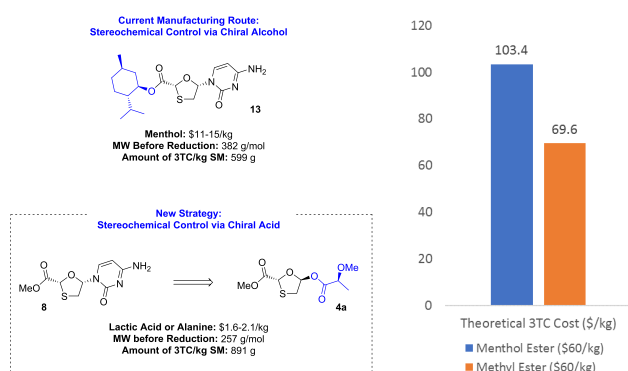 Current Manufacturing Route:
Stereochemical Control via Chiral Alcohol
O
O
S
O
N
N
O
NH2
13
Menthol: $11-15/kg
MW Before Reduction: 382 g/mol
Amount of 3TC/kg SM: 599 g
New Strategy:
Stereochemical Control via Chiral Acid
O
MeO
S
O
N
N
O
NH2
8
O
MeO
S
O
O
O
OMe
4a
Lactic Acid or Alanine: $1.6-2.1/kg
MW before Reduction: 257 g/mol
Amount of 3TC/kg SM: 891 g
120
100
80
60
40
20
0
103.4
69.6
Theoretical 3TC Cost ($/kg)
Menthol Ester ($60/kg)
Methyl Ester ($60/kg)